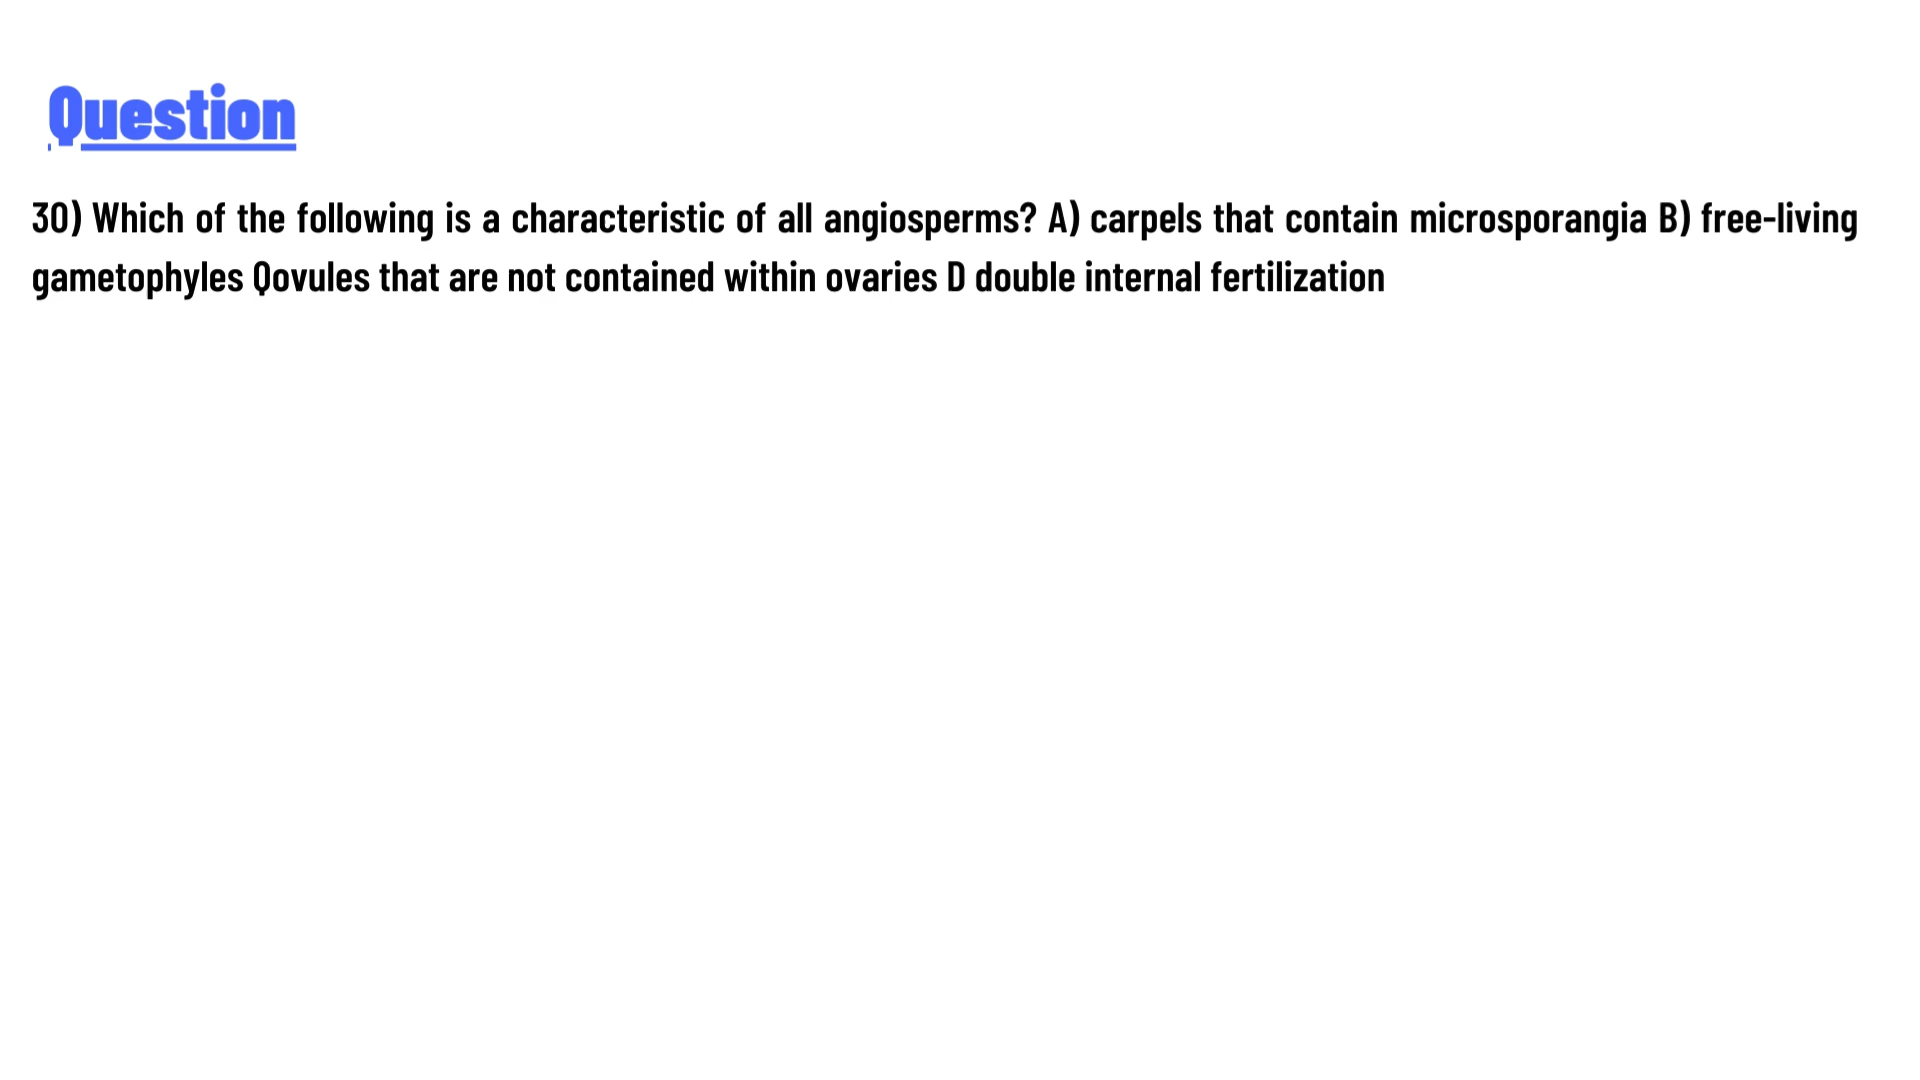 Question
30) Which of the following is a characteristic of all angiosperms? A) carpels that contain microsporangia B) free-living
gametophyles Qovules that are not contained within ovaries D double internal fertilization